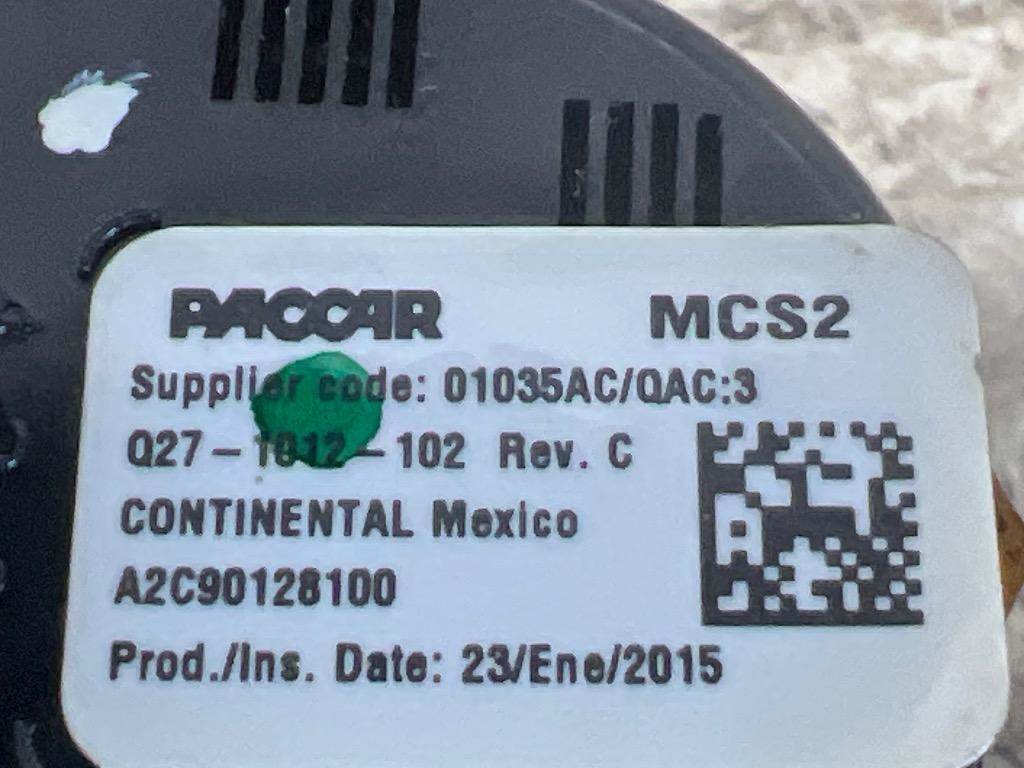 PACCAR MCS2
Supplier code: 01035AC/QAC:3
Q27-1012-102 Rev. C
CONTINENTAL Mexico
A2C90128100
Prod./Ins. Date: 23/Ene/2015